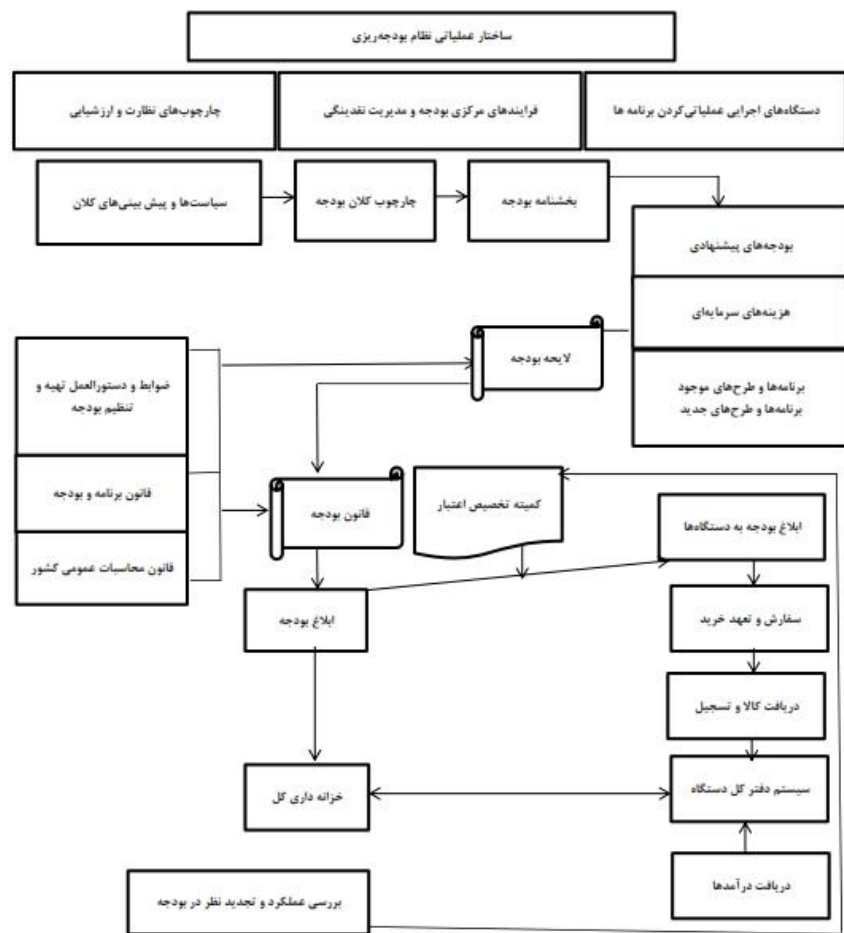 ساختار عملیاتی نظام بودجه‌ریزی
دستگاه‌های اجرایی عملیاتی‌کردن برنامه ها
فرایندهای مرکزی بودجه و مدیریت نقدینگی
چارچوب‌های نظارت و ارزشیابی
سیاست‌ها و پیش بینی‌های کلان
چارچوب کلان بودجه
بخشنامه بودجه
بودجه‌های پیشنهادی
هزینه‌های سرمایه‌ای
برنامه‌ها و طرح‌های موجود
برنامه‌ها و طرح‌های جدید
لایحه بودجه
ضوابط و دستورالعمل تهیه و
تنظیم بودجه
قانون برنامه و بودجه
قانون محاسبات عمومی کشور
قانون بودجه
کمیته تخصیص اعتبار
ابلاغ بودجه به دستگاه‌ها
ابلاغ بودجه
سفارش و تعهد خرید
دریافت کالا و تسجیل
سیستم دفتر کل دستگاه
خزانه داری کل
دریافت درآمدها
بررسی عملکرد و تجدید نظر در بودجه